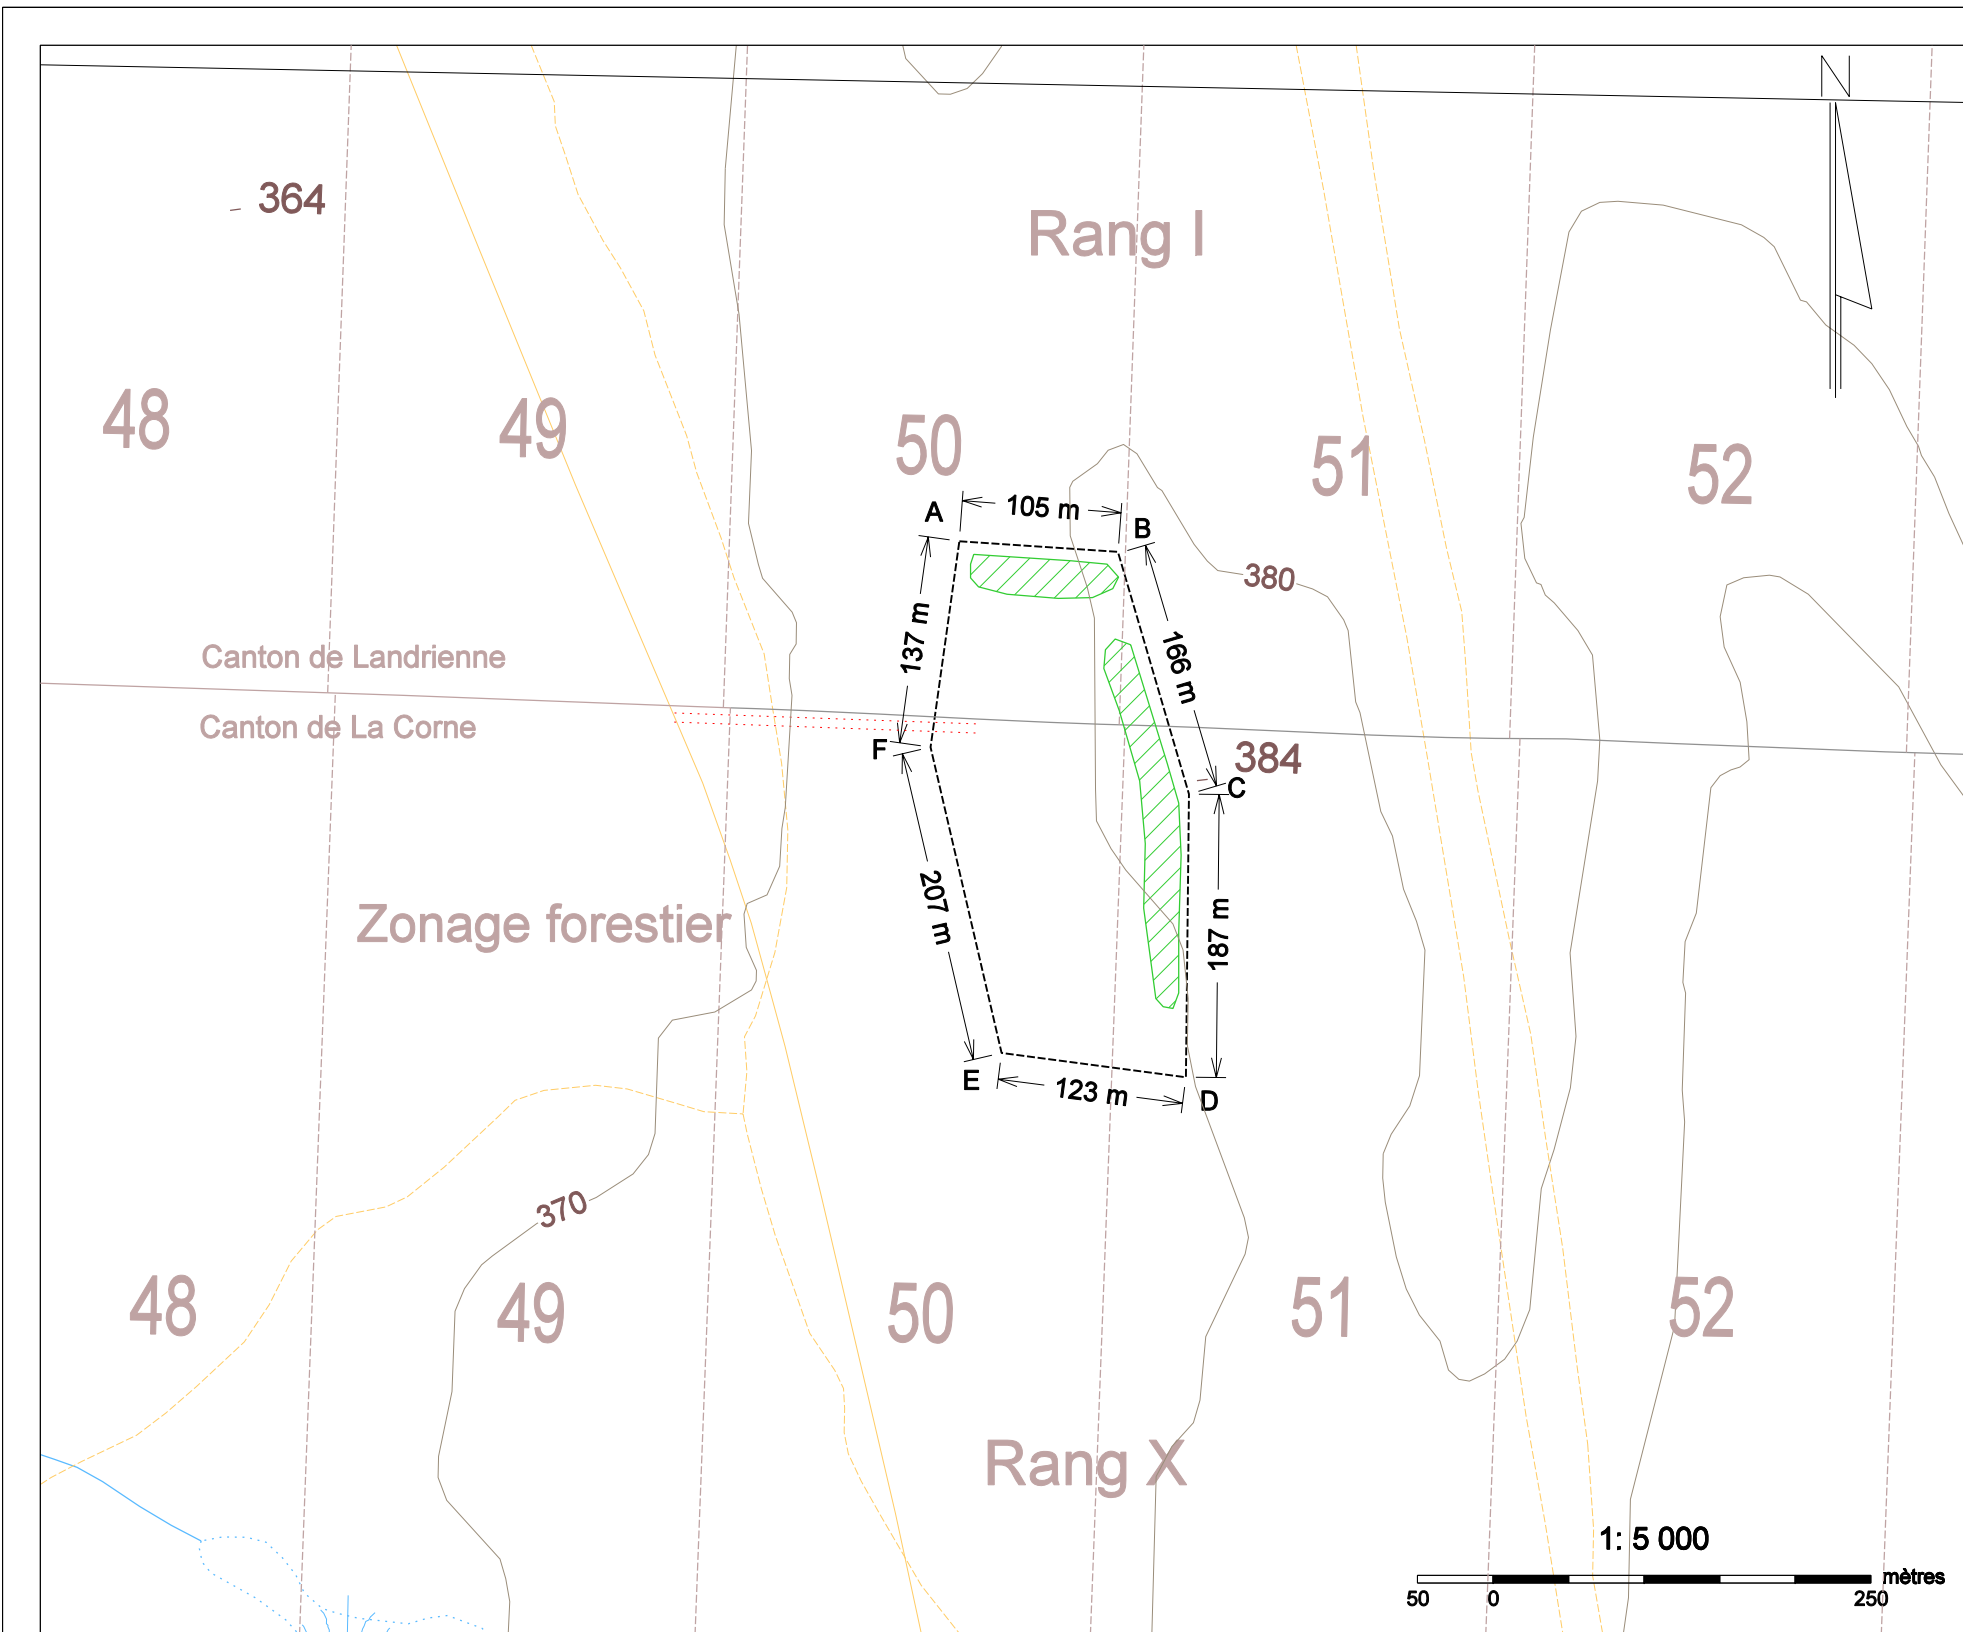 N
364
Rang I
48
49
50
51
52
A
105 m
B
380
137 m
166 m
Canton de Landrienne
Canton de La Corne
F
384
C
207 m
187 m
Zonage forestier
E
123 m
D
370
48
49
50
51
52
Rang X
1: 5 000
mètres
50
0
250